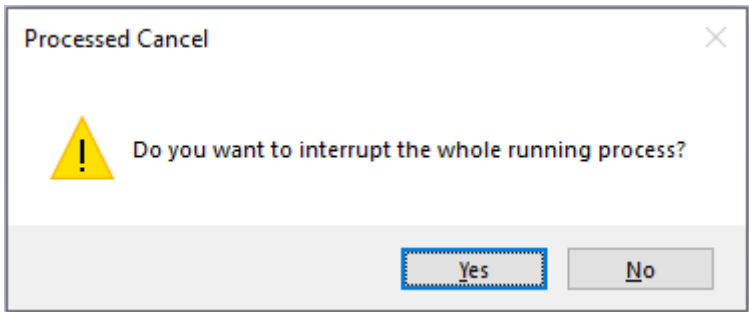 Processed Cancel
Do you want to interrupt the whole running process?
Yes
No